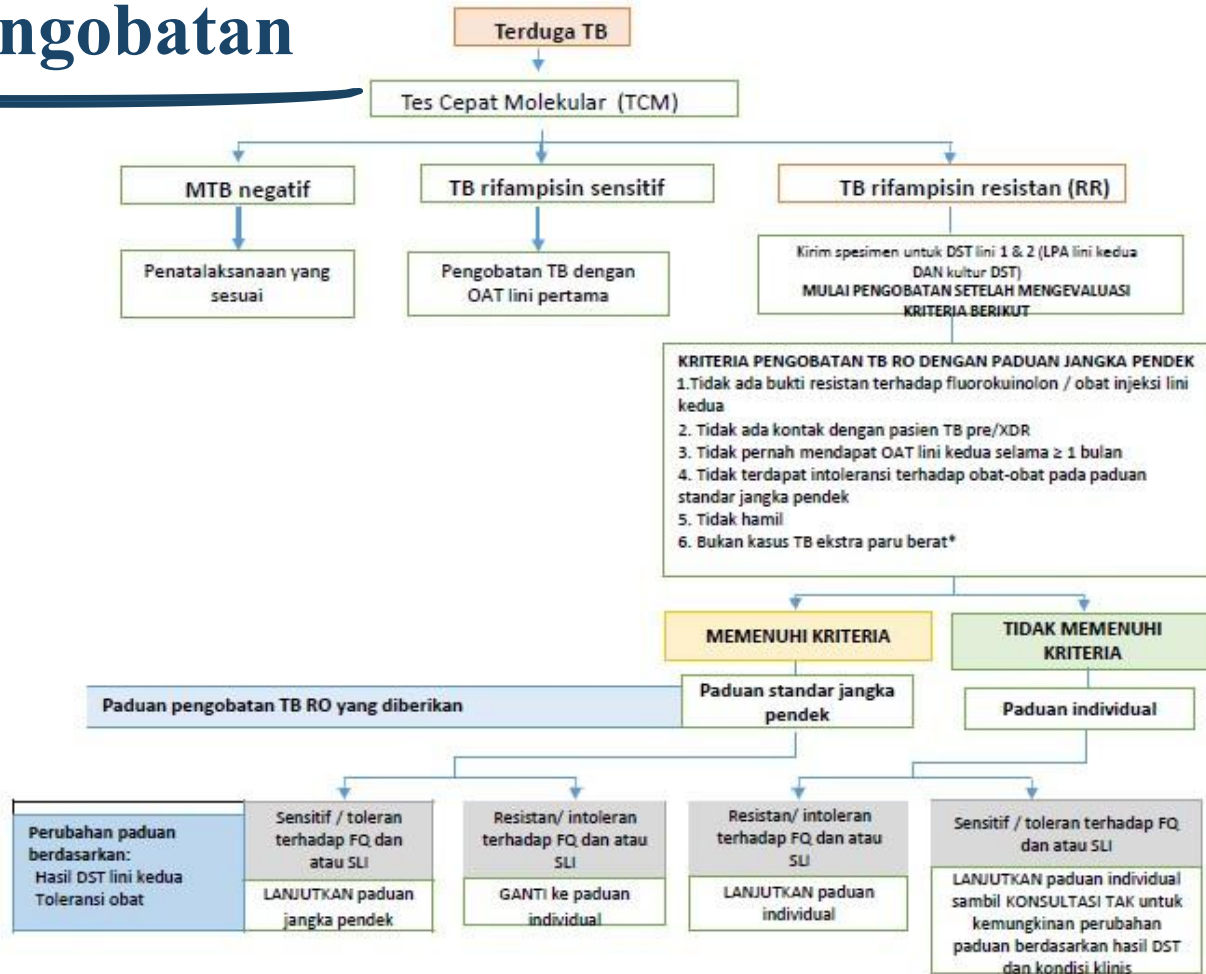 ngobatan
Terduga TB
Tes Cepat Molekular (TCM)
MTB negatif
TB rifampisin sensitif
TB rifampisin resistan (RR)
Penatalaksanaan yang
sesuai
Pengobatan TB dengan
OAT lini pertama
Kirim spesimen untuk DST lini 1 & 2 (LPA lini kedua
DAN kultur DST)
MULAI PENGOBATAN SETELAH MENGEVALUASI
KRITERIA BERIKUT
KRITERIA PENGOBATAN TB RO DENGAN PADUAN JANGKA PENDEK
1.Tidak ada bukti resistan terhadap fluorokuinolon / obat injeksi lini
kedua
2. Tidak ada kontak dengan pasien TB pre/XDR
3. Tidak pernah mendapat OAT lini kedua selama ≥ 1 bulan
4. Tidak terdapat intoleransi terhadap obat-obat pada paduan
standar jangka pendek
5. Tidak hamil
6. Bukan kasus TB ekstra paru berat*
MEMENUHI KRITERIA
TIDAK MEMENUHI
KRITERIA
Paduan pengobatan TB RO yang diberikan
Paduan standar jangka
pendek
Paduan individual
Perubahan paduan
berdasarkan:
Hasil DST lini kedua
Toleransi obat
Sensitif / toleran
terhadap FQ dan
atau SLI
LANJUTKAN paduan
jangka pendek
Resistan/ intoleran
terhadap FQ dan atau
SLI
GANTI ke paduan
individual
Resistan/ intoleran
terhadap FQ dan atau
SLI
LANJUTKAN paduan
individual
Sensitif / toleran terhadap FQ
dan atau SLI
LANJUTKAN paduan individual
sambil KONSULTASI TAK untuk
kemungkinan perubahan
paduan berdasarkan hasil DST
dan kondisi klinis